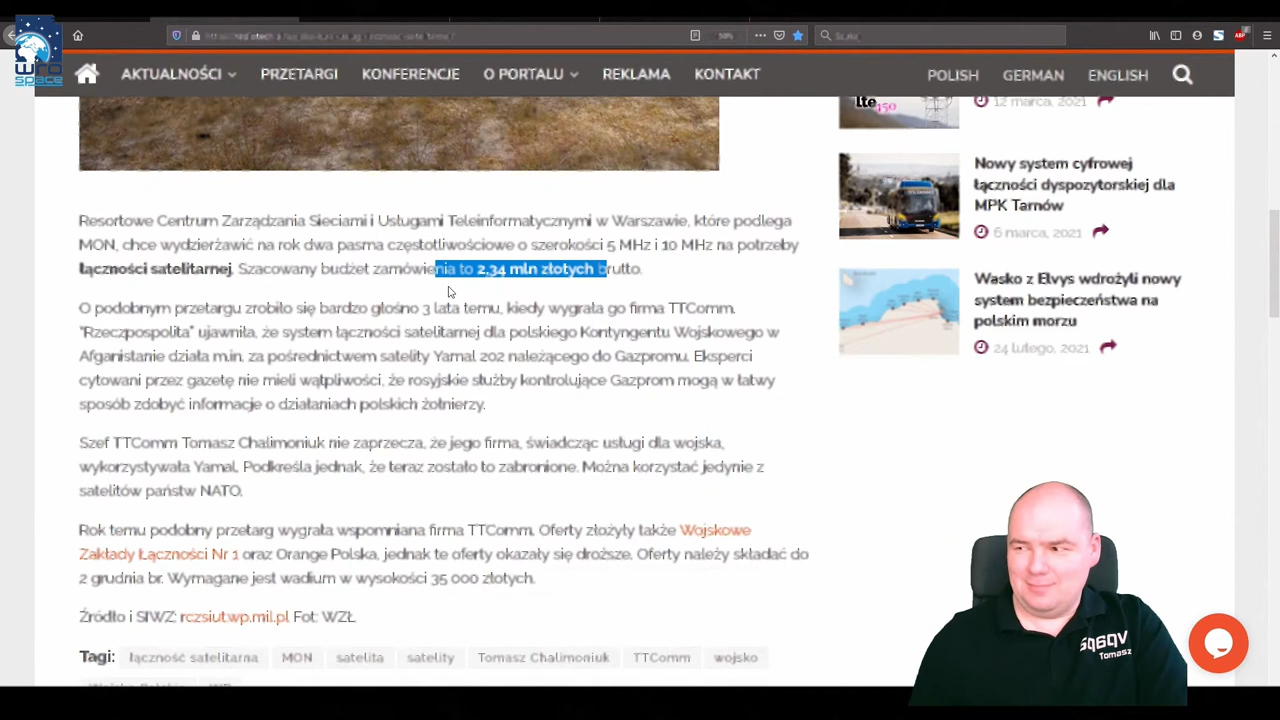 wro
space
50%
AKTUALNOŚCI
PRZETARGI
KONFERENCJE
O PORTALU
REKLAMA
KONTAKT
POLISH
GERMAN
ENGLISH
lte450
12 marca, 2021
Nowy system cyfrowej
łączności dyspozytorskiej dla
MPK Tarnów
6 marca, 2021
Wasko z Elvys wdrożyli nowy
system bezpieczeństwa na
polskim morzu
24 lutego, 2021
Resortowe Centrum Zarządzania Sieciami i Usługami Teleinformatycznymi w Warszawie, które podlega
MON, chce wydzierżawić na rok dwa pasma częstotliwościowe o szerokości 5 MHz i 10 MHz na potrzeby
łączności satelitarnej. Szacowany budżet zamówienia to 2,34 mln złotych brutto.
O podobnym przetargu zrobiło się bardzo głośno 3 lata temu, kiedy wygrała go firma TTComm.
"Rzeczpospolita" ujawniła, że system łączności satelitarnej dla polskiego Kontyngentu Wojskowego w
Afganistanie działa m.in. za pośrednictwem satelity Yamal 202 należącego do Gazpromu. Eksperci
cytowani przez gazetę nie mieli wątpliwości, że rosyjskie służby kontrolujące Gazprom mogą w łatwy
sposób zdobyć informacje o działaniach polskich żołnierzy.
Szef TTComm Tomasz Chalimoniuk nie zaprzecza, że jego firma, świadcząc usługi dla wojska,
wykorzystywała Yamal. Podkreśla jednak, że teraz zostało to zabronione. Można korzystać jedynie z
satelitów państw NATO.
Rok temu podobny przetarg wygrała wspomniana firma TTComm. Oferty złożyły także Wojskowe
Zakłady Łączności Nr 1 oraz Orange Polska, jednak te oferty okazały się droższe. Oferty należy składać do
2 grudnia br. Wymagane jest wadium w wysokości 35 000 złotych.
Źródło i SIWZ: rczsiut.wp.mil.pl Fot: WZŁ
Tagi: łączność satelitarna MON satelita satelity Tomasz Chalimoniuk TTComm wojsko
sq6qv
Tomasz